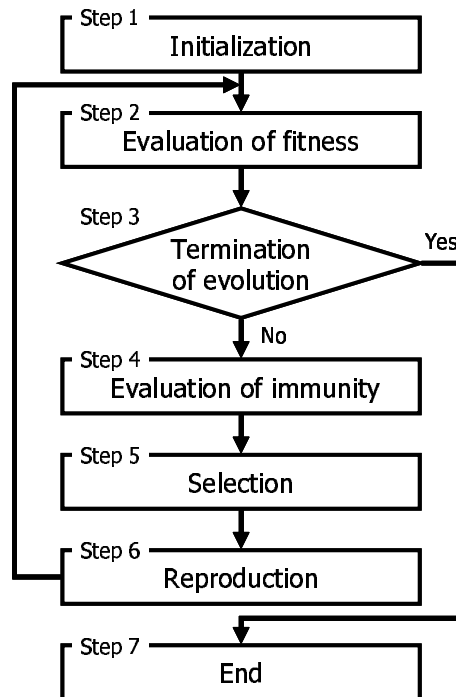 Step 1
Initialization
Step 2
Evaluation of fitness
Step 3
Termination
of evolution
Yes
No
Step 4
Evaluation of immunity
Step 5
Selection
Step 6
Reproduction
Step 7
End